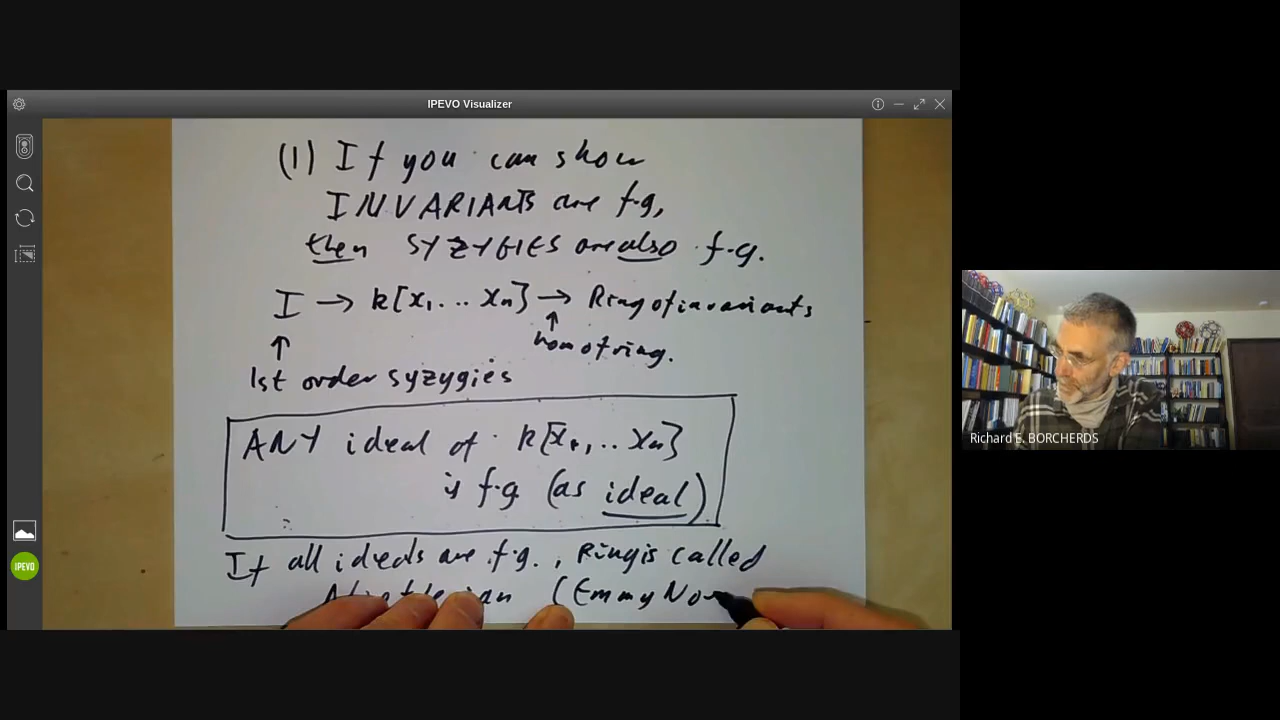 IPEVO Visualizer
(1) If you can show
INVARIANTS are f.g,
then SYZYGIES are also f.g.
I → k[x₁ ... xₙ] → Ring of invariants
↑
hom of ring.
↑
1st order syzygies
ANY ideal of k[x₁, .. xₙ]
is f.g (as ideal)
If all ideals are f.g., Ring is called
Noetherian (Emmy No
IPEVO
Richard E. BORCHERDS